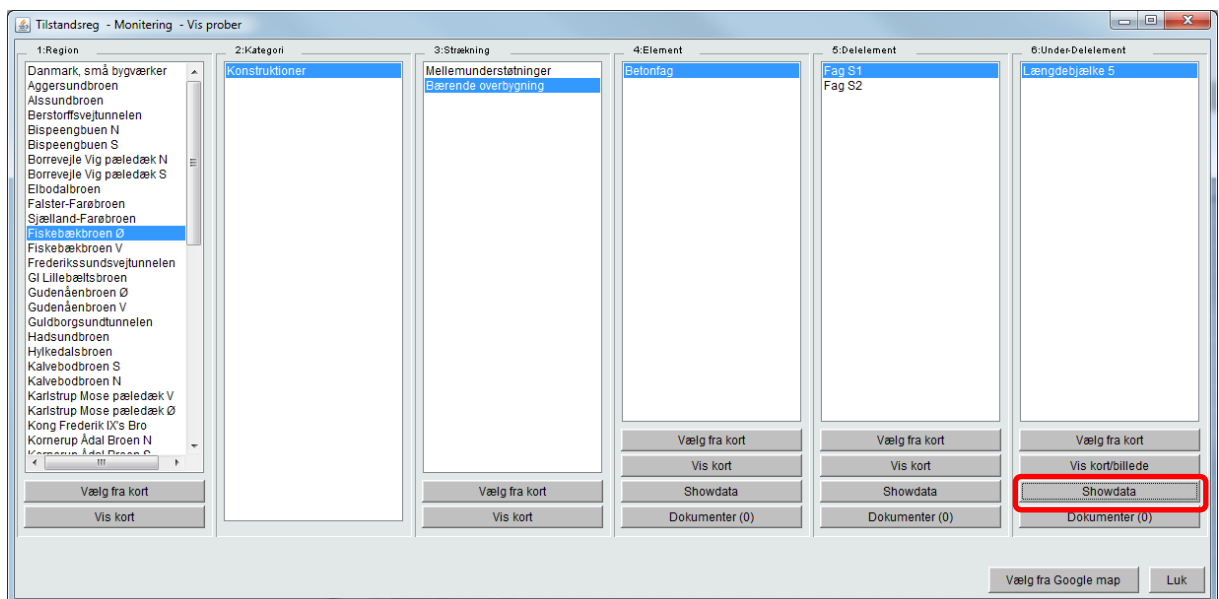 Tilstandsreg - Monitering - Vis prober
1:Region
Danmark, små bygværker
Aggersundbroen
Alssundbroen
Berstorffsvejtunnelen
Bispeengbuen N
Bispeengbuen S
Borrevejle Vig pæledæk N
Borrevejle Vig pæledæk S
Elbodalbroen
Falster-Farøbroen
Sjælland-Farøbroen
Fiskebækbroen Ø
Fiskebækbroen V
Frederikssundsvejtunnelen
Gl Lillebæltsbroen
Gudenåenbroen Ø
Gudenåenbroen V
Guldborgsundtunnelen
Hadsundbroen
Hylkedalsbroen
Kalvebodbroen S
Kalvebodbroen N
Karlstrup Mose pæledæk V
Karlstrup Mose pæledæk Ø
Kong Frederik IX's Bro
Kornerup Ådal Broen N
Kornerup Ådal Broen S
Vælg fra kort
Vis kort
2:Kategori
Konstruktioner
3:Strækning
Mellemunderstøtninger
Bærende overbygning
Vælg fra kort
Vis kort
4:Element
Betonfag
Vælg fra kort
Vis kort
Showdata
Dokumenter (0)
5:Delelement
Fag S1
Fag S2
Vælg fra kort
Vis kort
Showdata
Dokumenter (0)
6:Under-Delelement
Længdebjælke 5
Vælg fra kort
Vis kort/billede
Showdata
Dokumenter (0)
Vælg fra Google map
Luk